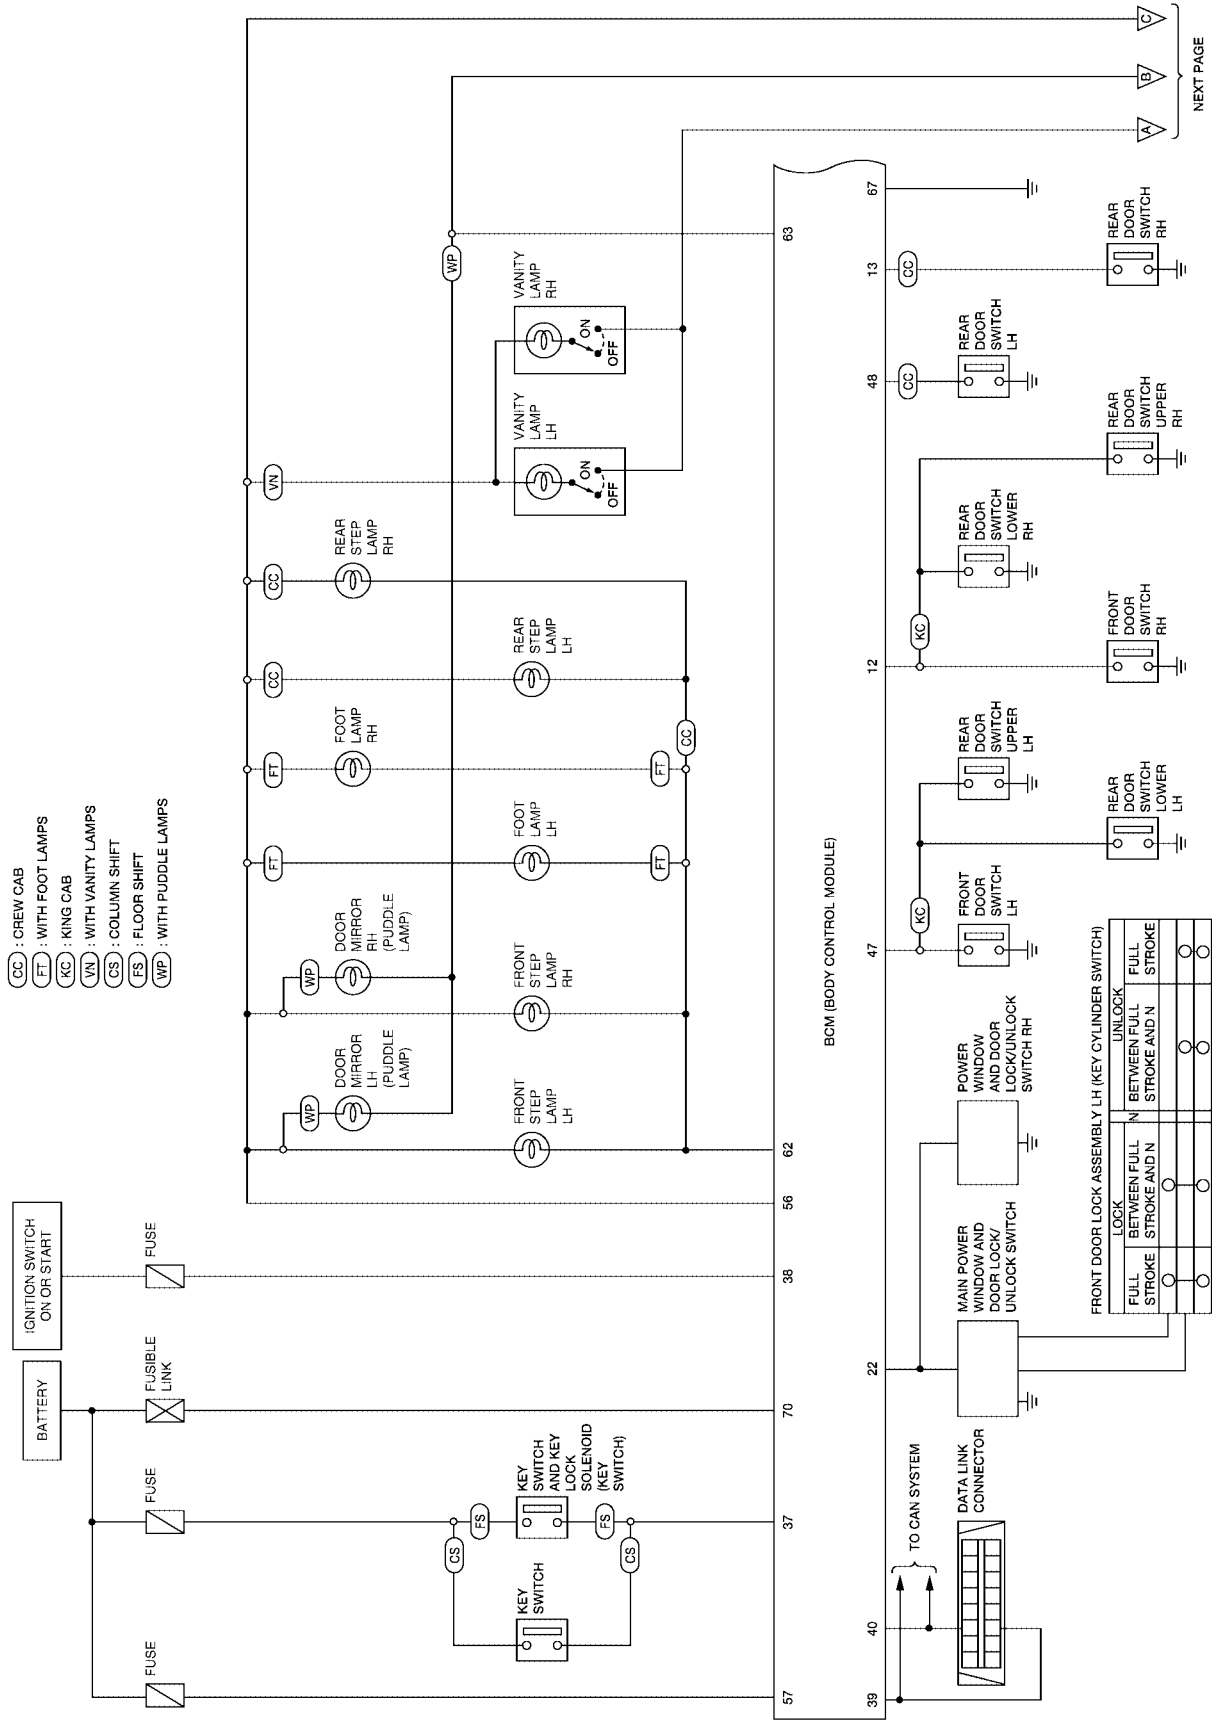 CC : CREW CAB
FT : WITH FOOT LAMPS
KC : KING CAB
VN : WITH VANITY LAMPS
CS : COLUMN SHIFT
FS : FLOOR SHIFT
WP : WITH PUDDLE LAMPS
BATTERY
IGNITION SWITCH
ON OR START
FUSE
FUSE
FUSIBLE
LINK
FUSE
CS
FS
KEY
SWITCH
KEY
SWITCH
AND KEY
LOCK
SOLENOID
(KEY
SWITCH)
FS
CS
WP
DOOR
MIRROR
LH
(PUDDLE
LAMP)
WP
DOOR
MIRROR
RH
(PUDDLE
LAMP)
FT
FT
CC
CC
VN
FOOT
LAMP
RH
REAR
STEP
LAMP
RH
WP
FRONT
STEP
LAMP
LH
FRONT
STEP
LAMP
RH
FOOT
LAMP
LH
REAR
STEP
LAMP
LH
VANITY
LAMP
LH
ON
OFF
VANITY
LAMP
RH
ON
OFF
FT
FT
CC
57
37
70
38
56
62
63
BCM (BODY CONTROL MODULE)
39
40
22
47
12
48
13
67
TO CAN SYSTEM
KC
KC
CC
CC
DATA LINK
CONNECTOR
MAIN POWER
WINDOW AND
DOOR LOCK/
UNLOCK SWITCH
POWER
WINDOW
AND DOOR
LOCK/UNLOCK
SWITCH RH
FRONT
DOOR
SWITCH
LH
REAR
DOOR
SWITCH
UPPER
LH
REAR
DOOR
SWITCH
LOWER
RH
REAR
DOOR
SWITCH
LH
REAR
DOOR
SWITCH
LOWER
LH
FRONT
DOOR
SWITCH
RH
REAR
DOOR
SWITCH
UPPER
RH
REAR
DOOR
SWITCH
RH
FRONT DOOR LOCK ASSEMBLY LH (KEY CYLINDER SWITCH)
LOCK
N
UNLOCK
FULL
STROKE
BETWEEN FULL
STROKE AND N
BETWEEN FULL
STROKE AND N
FULL
STROKE
A
B
C
NEXT PAGE